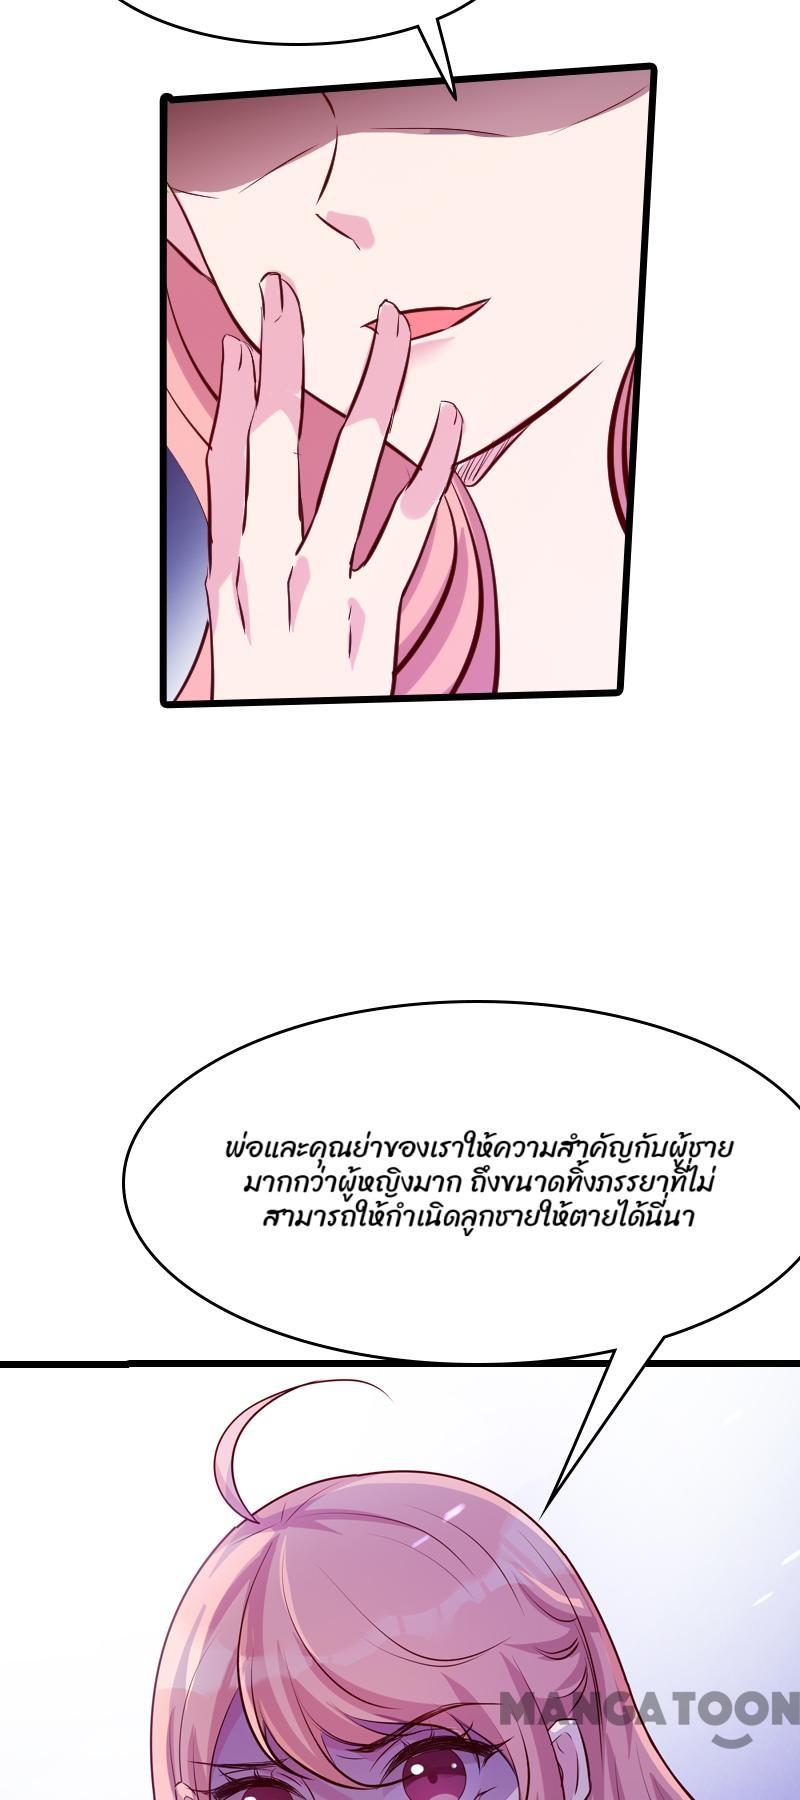 พ่อและคุณย่าของเราให้ความสำคัญกับผู้ชาย
มากกว่าผู้หญิงมาก ถึงขนาดทิ้งภรรยาที่ไม่
สามารถให้กำเนิดลูกชายให้ตายได้นี่นา
MANGATOON